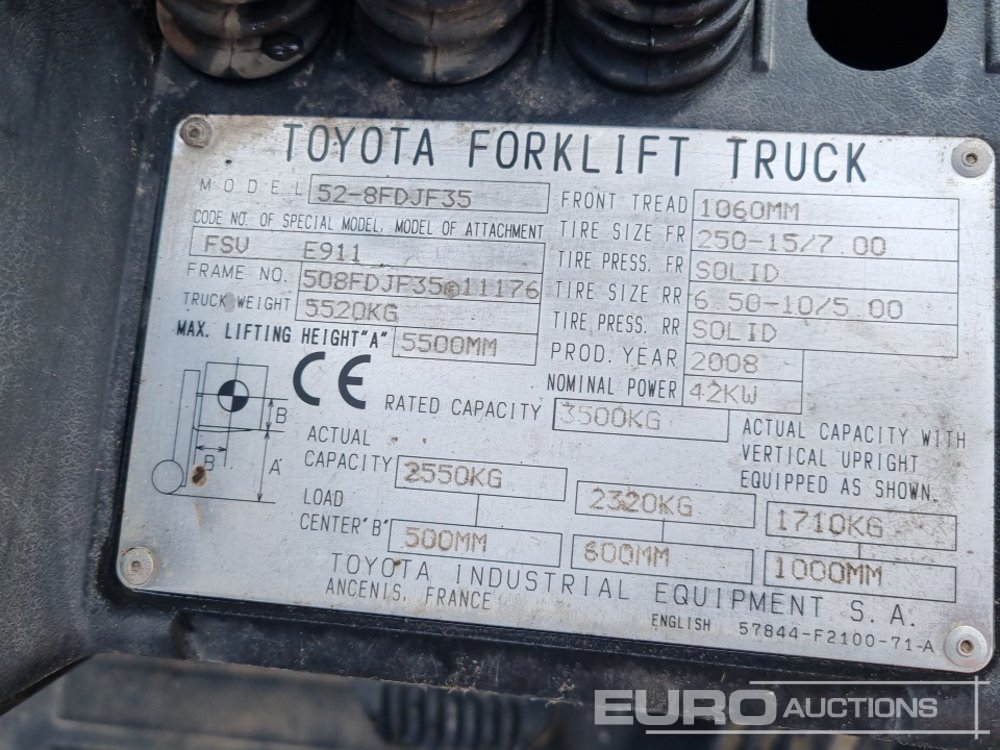 TOYOTA FORKLIFT TRUCK
MODEL 52-8FDJF35
CODE NO. OF SPECIAL MODEL, MODEL OF ATTACHMENT
FSV E911
FRAME NO. 508FDJF35 11176
TRUCK WEIGHT 5520KG
MAX. LIFTING HEIGHT"A" 5500MM
FRONT TREAD 1060MM
TIRE SIZE FR 250-15/7.00
TIRE PRESS. FR SOLID
TIRE SIZE RR 6.50-10/5.00
TIRE PRESS. RR SOLID
PROD. YEAR 2008
NOMINAL POWER 42KW
CE
RATED CAPACITY 3500KG
B
B
A
ACTUAL
CAPACITY 2550KG 2320KG 1710KG
LOAD
CENTER"B" 500MM 600MM 1000MM
ACTUAL CAPACITY WITH
VERTICAL UPRIGHT
EQUIPPED AS SHOWN.
TOYOTA INDUSTRIAL EQUIPMENT S.A.
ANCENIS, FRANCE
ENGLISH 57844-F2100-71-A
EURO AUCTIONS